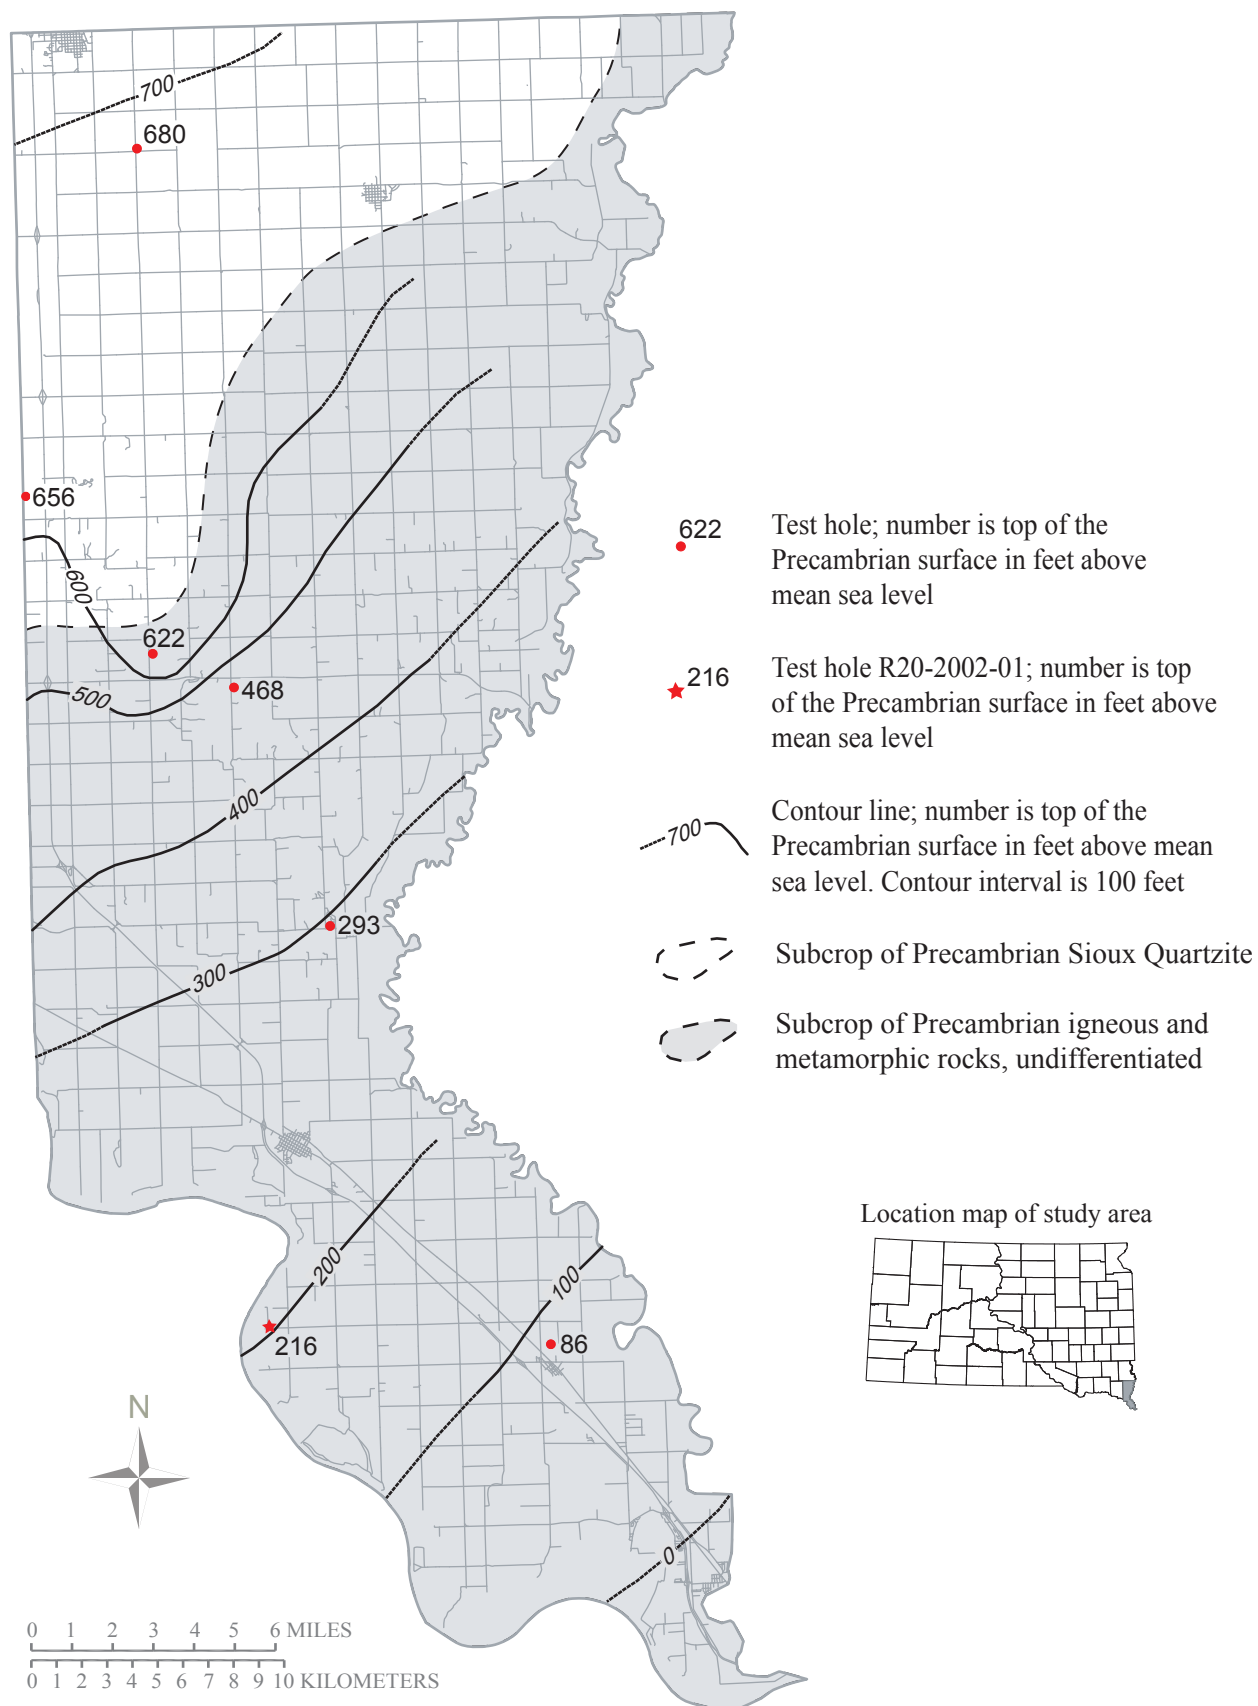 700
680
656
600
622
500
468
400
293
300
200
216
100
86
0
622
Test hole; number is top of the
Precambrian surface in feet above
mean sea level
216
Test hole R20-2002-01; number is top
of the Precambrian surface in feet above
mean sea level
700
Contour line; number is top of the
Precambrian surface in feet above mean
sea level. Contour interval is 100 feet
Subcrop of Precambrian Sioux Quartzite
Subcrop of Precambrian igneous and
metamorphic rocks, undifferentiated
Location map of study area
N
0 1 2 3 4 5 6 MILES
0 1 2 3 4 5 6 7 8 9 10 KILOMETERS